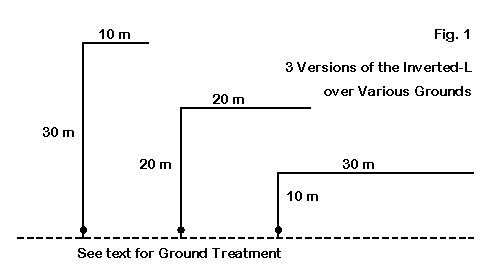 10 m
Fig. 1
3 Versions of the Inverted-L
over Various Grounds
20 m
30 m
20 m
30 m
10 m
See text for Ground Treatment